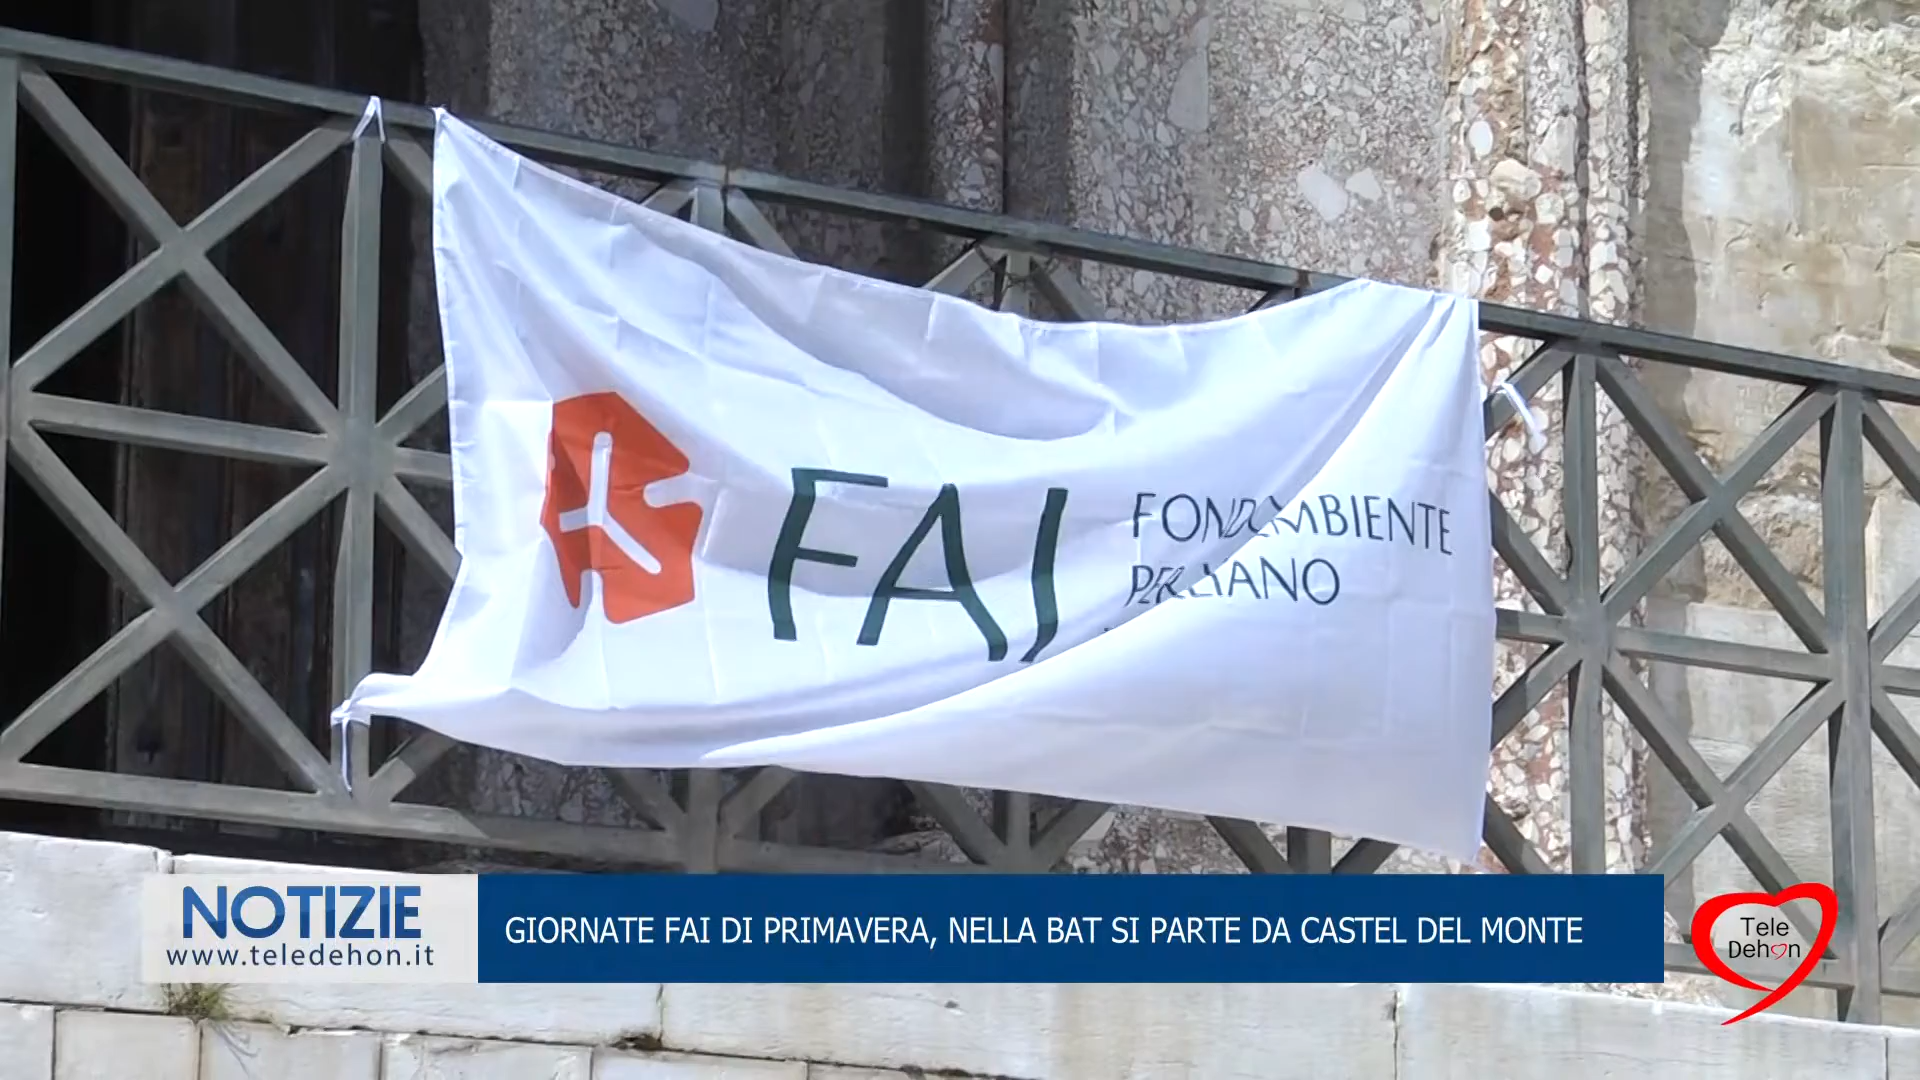 FAI
FONDAMBIENTE
NOTIZIE
www.teledehon.it
GIORNATE FAI DI PRIMAVERA, NELLA BAT SI PARTE DA CASTEL DEL MONTE
Tele
Dehon